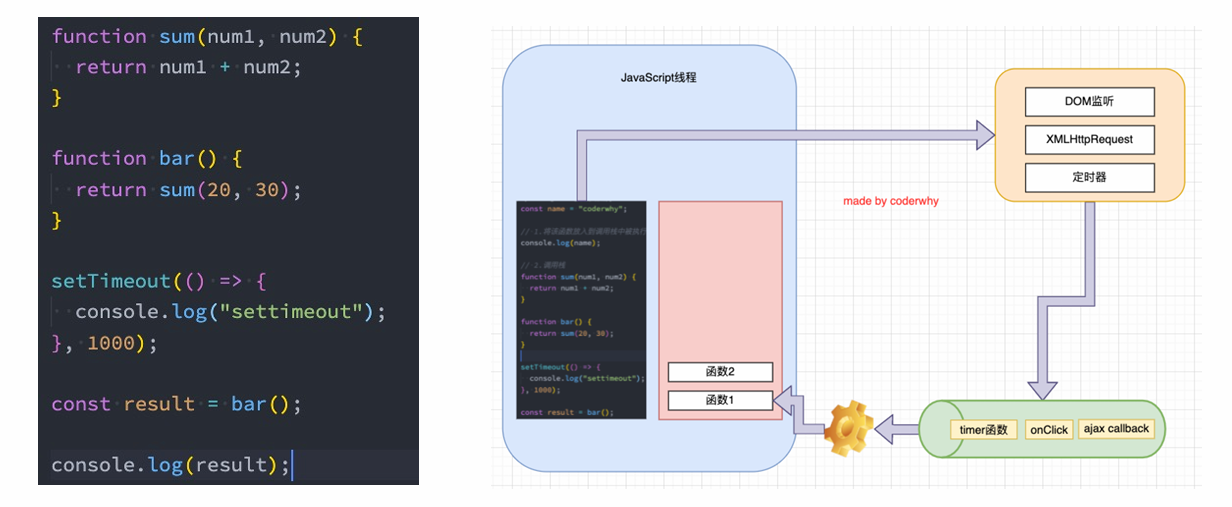 function sum(num1, num2) {
  return num1 + num2;
}
function bar() {
  return sum(20, 30);
}
setTimeout(() => {
  console.log("settimeout");
}, 1000);
const result = bar();
console.log(result);
JavaScript线程
const name = "coderwhy";
// 1.将该函数放入到调用栈中被执行
console.log(name);
// 2.调用栈
function sum(num1, num2) {
  return num1 + num2;
}
function bar() {
  return sum(20, 30);
}
setTimeout(() => {
  console.log("settimeout");
}, 1000);
const result = bar();
函数2
函数1
DOM监听
XMLHttpRequest
定时器
made by coderwhy
timer函数
onClick
ajax callback